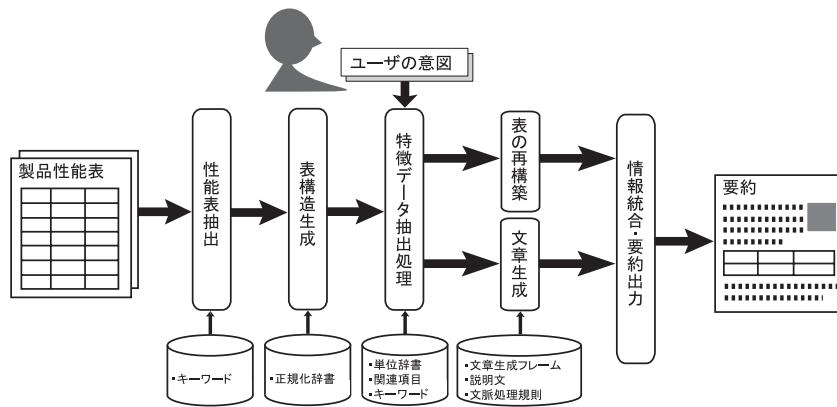 ユーザの意図
製品性能表
性能表抽出
表構造生成
特徴データ抽出処理
表の再構築
文章生成
情報統合・要約出力
要約
・キーワード
・正規化辞書
・単位辞書
・関連項目
・キーワード
・文章生成フレーム
・説明文
・文脈処理規則